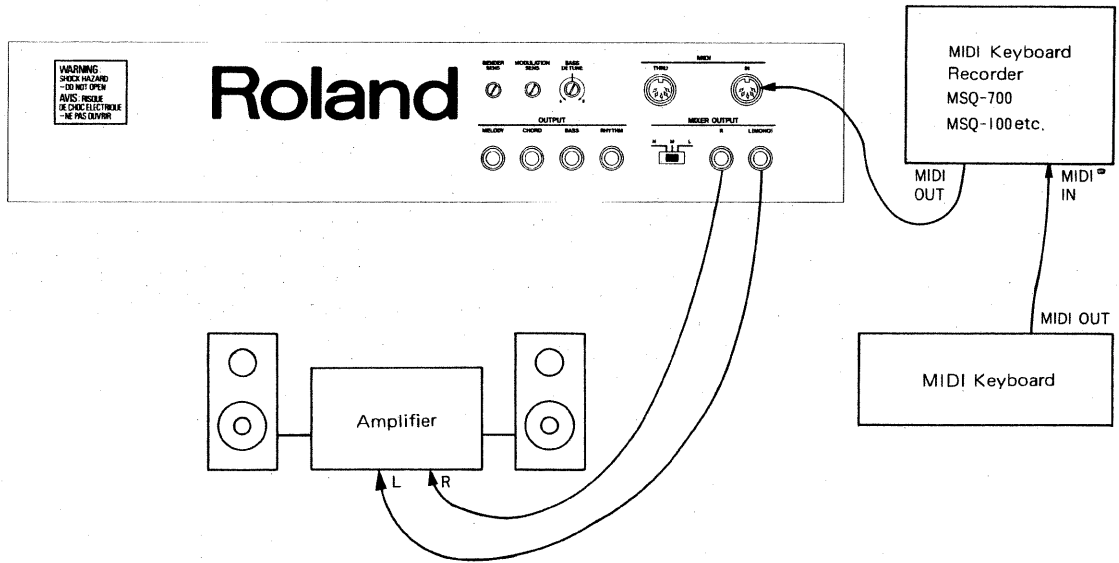 WARNING
SHOCK HAZARD
– DO NOT OPEN
AVIS: RISQUE
DE CHOC ELECTRIQUE
– NE PAS OUVRIR
Roland
BENDER
SENS
MODULATION
SENS
BASS
DETUNE
MIDI
THRU
IN
OUTPUT
MELODY
CHORD
BASS
RHYTHM
MIXER OUTPUT
H
M
L
R
L(MONO)
MIDI Keyboard
Recorder
MSQ-700
MSQ-100 etc.
MIDI
OUT
MIDI
IN
MIDI OUT
MIDI Keyboard
Amplifier
L
R